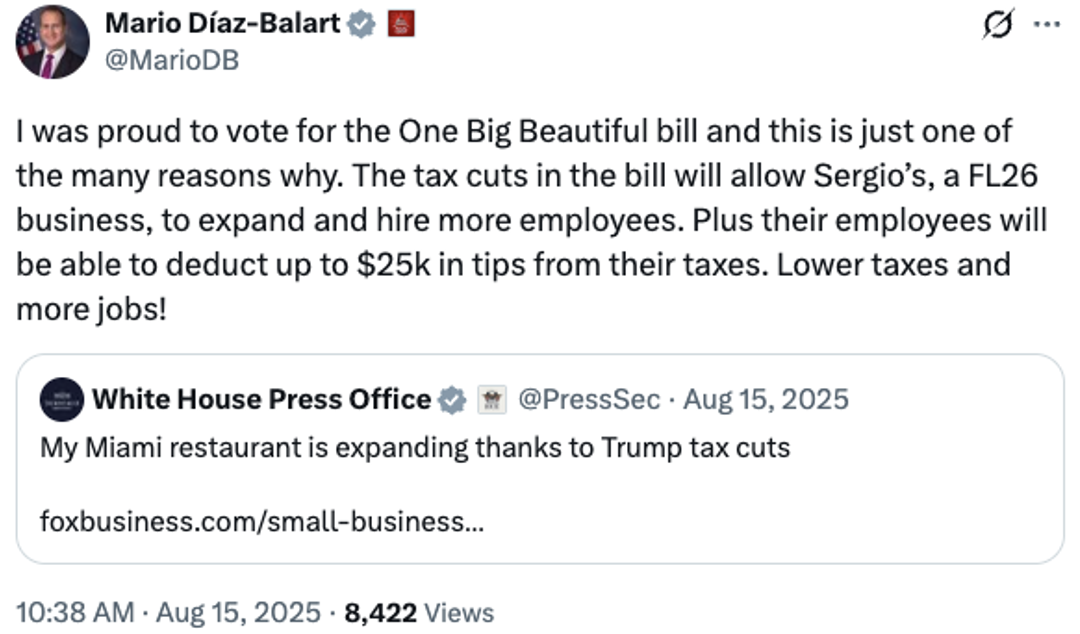 Mario Díaz-Balart
@MarioDB
I was proud to vote for the One Big Beautiful bill and this is just one of
the many reasons why. The tax cuts in the bill will allow Sergio’s, a FL26
business, to expand and hire more employees. Plus their employees will
be able to deduct up to $25k in tips from their taxes. Lower taxes and
more jobs!
White House Press Office @PressSec · Aug 15, 2025
My Miami restaurant is expanding thanks to Trump tax cuts
foxbusiness.com/small-business...
10:38 AM · Aug 15, 2025 · 8,422 Views